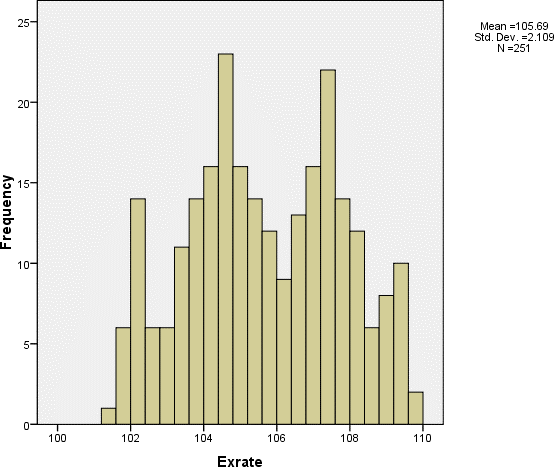 Mean =105.69
Std. Dev. =2.109
N =251
Frequency
25
20
15
10
5
0
100 102 104 106 108 110
Exrate